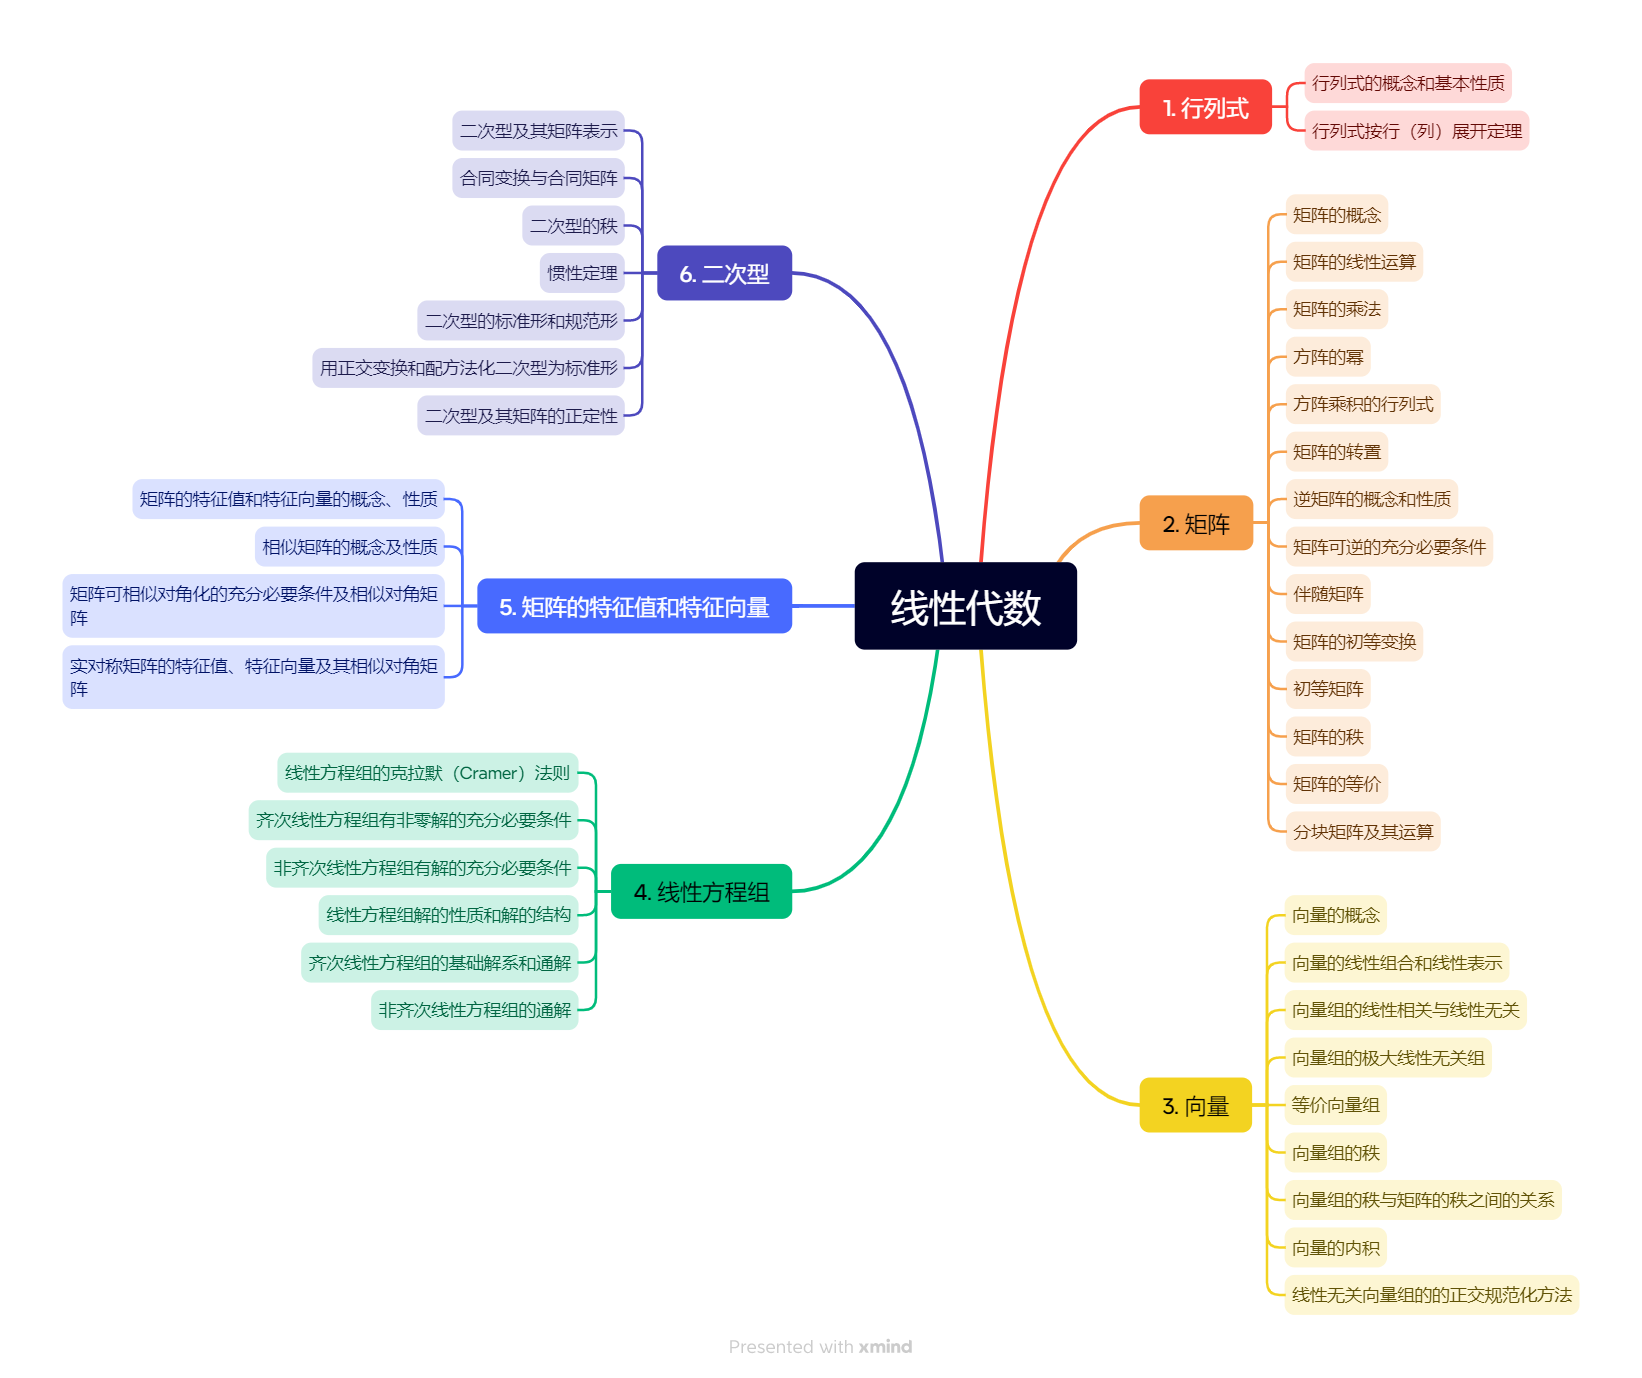 线性代数
1. 行列式
行列式的概念和基本性质
行列式按行（列）展开定理
2. 矩阵
矩阵的概念
矩阵的线性运算
矩阵的乘法
方阵的幂
方阵乘积的行列式
矩阵的转置
逆矩阵的概念和性质
矩阵可逆的充分必要条件
伴随矩阵
矩阵的初等变换
初等矩阵
矩阵的秩
矩阵的等价
分块矩阵及其运算
3. 向量
向量的概念
向量的线性组合和线性表示
向量组的线性相关与线性无关
向量组的极大线性无关组
等价向量组
向量组的秩
向量组的秩与矩阵的秩之间的关系
向量的内积
线性无关向量组的的正交规范化方法
4. 线性方程组
线性方程组的克拉默（Cramer）法则
齐次线性方程组有非零解的充分必要条件
非齐次线性方程组有解的充分必要条件
线性方程组解的性质和解的结构
齐次线性方程组的基础解系和通解
非齐次线性方程组的通解
5. 矩阵的特征值和特征向量
矩阵的特征值和特征向量的概念、性质
相似矩阵的概念及性质
矩阵可相似对角化的充分必要条件及相似对角矩
阵
实对称矩阵的特征值、特征向量及其相似对角矩
阵
6. 二次型
二次型及其矩阵表示
合同变换与合同矩阵
二次型的秩
惯性定理
二次型的标准形和规范形
用正交变换和配方法化二次型为标准形
二次型及其矩阵的正定性
Presented with xmind